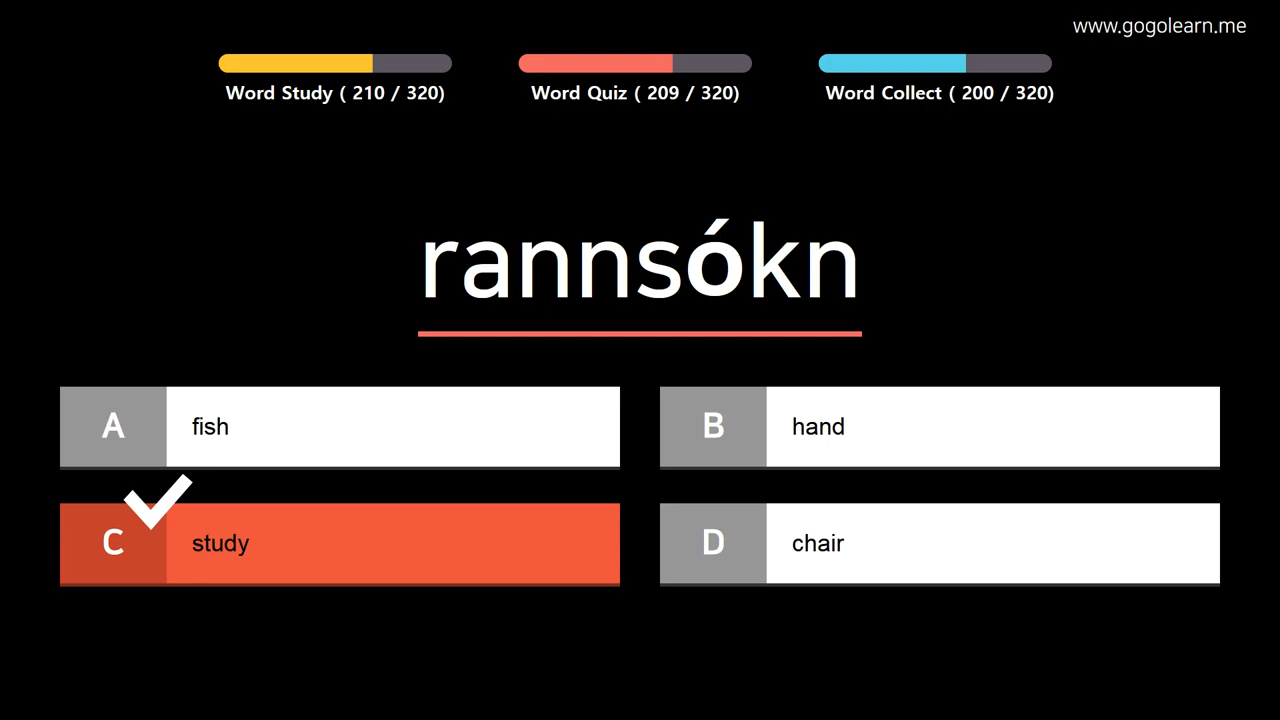 www.gogolearn.me
Word Study ( 210 / 320)
Word Quiz ( 209 / 320)
Word Collect ( 200 / 320)
rannsókn
A
fish
B
hand
C
study
D
chair